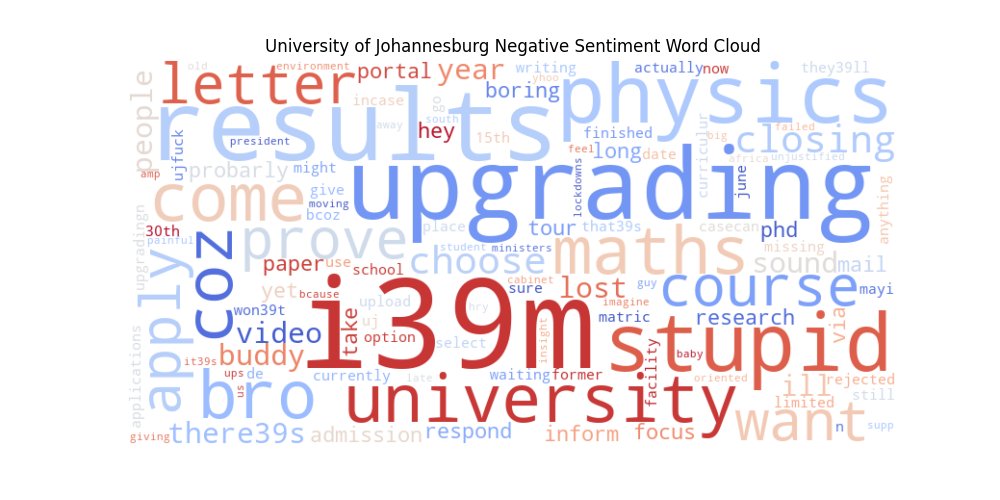 University of Johannesburg Negative Sentiment Word Cloud
old environment portal year writing actually now they39ll
people letter results physics boring
incase go south hey 15th yhoo finished big failed closing
ujfuck president away feel long date curriculur africa unjustified
amp probarly might upgrading lockdowns june anything
come give moving bcoz
30th painful upgradingn prove place tour that39s casecan phd missing
coz student ministers maths sound mail
apply paper use school choose cabinet sure guy lost course mayi
yet bcause i39m upload hry imagine
won39t video take uj option select insight matric research via stupid
applications it39s buddy facility baby
ups de us currently late waiting former oriented ill rejected
bro university limited still
giving there39s admission respond inform focus want n supp